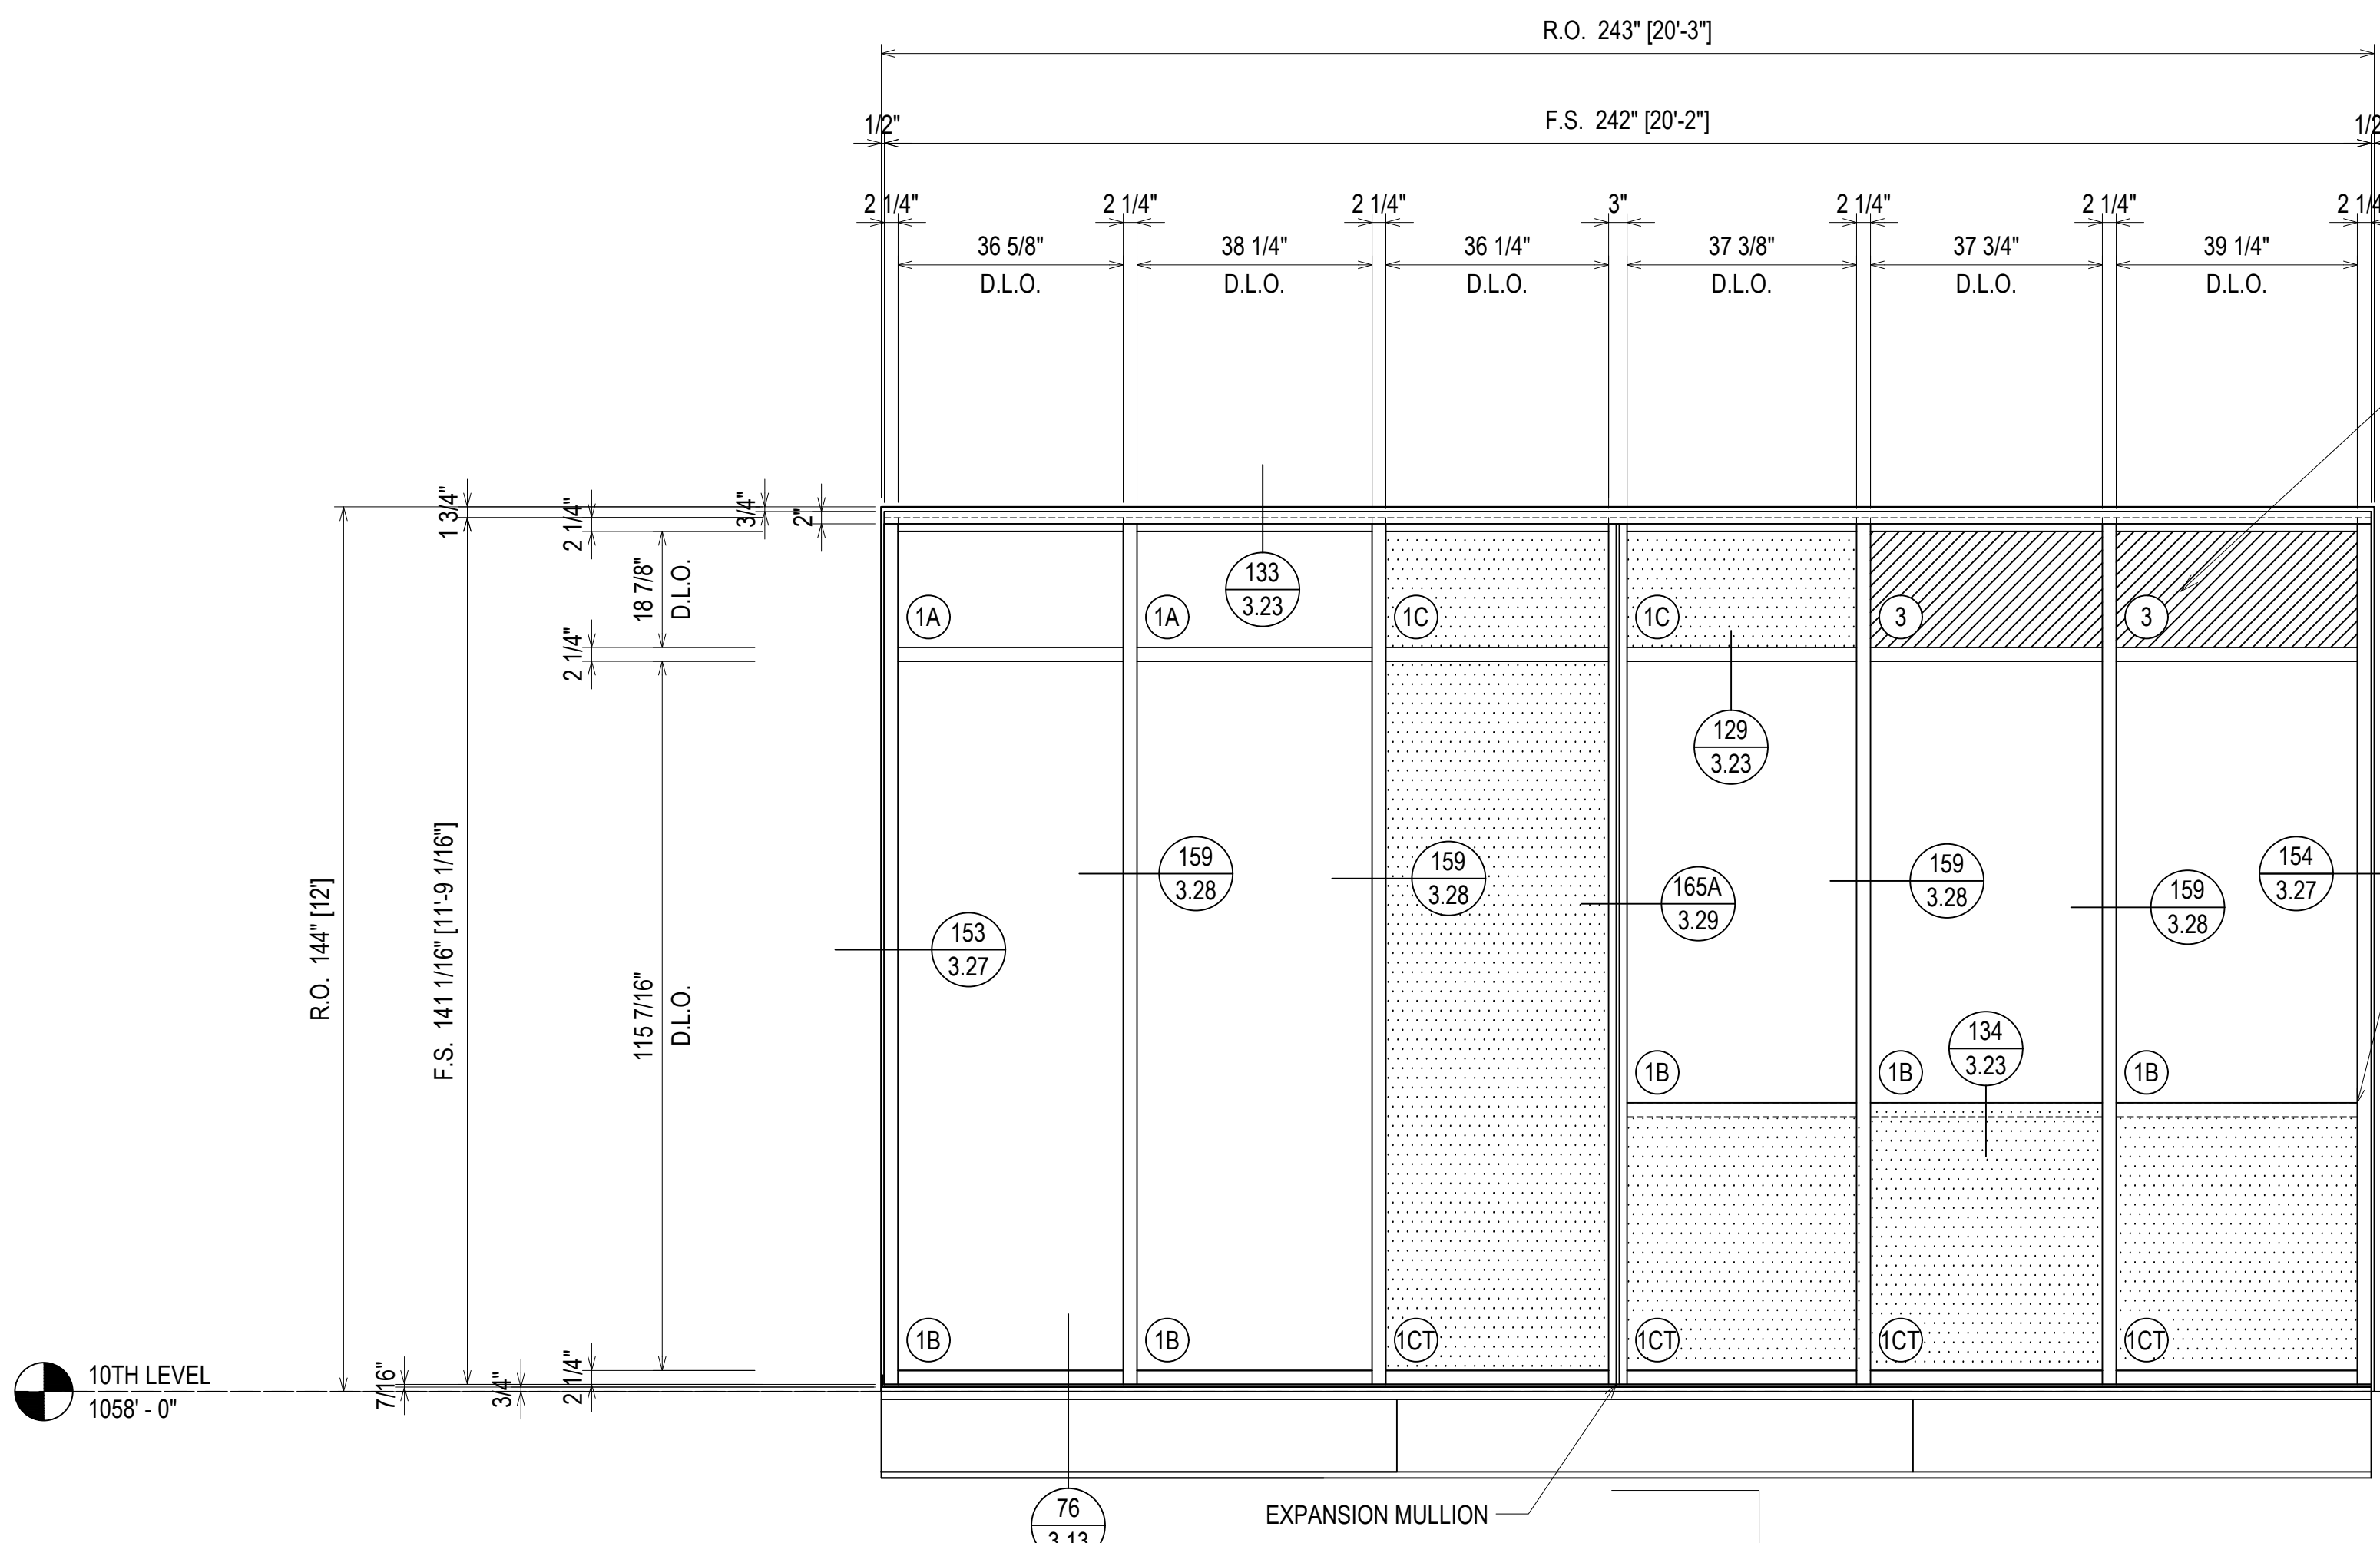 R.O. 243" [20'-3"]
1/2" F.S. 242" [20'-2"]
2 1/4" 2 1/4" 2 1/4" 3" 2 1/4" 2 1/4"
36 5/8" 38 1/4" 36 1/4" 37 3/8" 37 3/4" 39 1/4"
D.L.O. D.L.O. D.L.O. D.L.O. D.L.O. D.L.O.
1 3/4"
2 1/4"
3/4"
2"
18 7/8"
D.L.O.
2 1/4"
R.O. 144" [12']
F.S. 141 1/16" [11'-9 1/16"]
115 7/16"
D.L.O.
7/16"
3/4"
2 1/4"
133
3.23
1A 1A 1C 1C 3 3
129
3.23
159
3.28
159
3.28
165A
3.29
159
3.28
159
3.28
154
3.27
153
3.27
134
3.23
1B 1B 1B
1B 1B 1CT 1CT 1CT 1CT
10TH LEVEL
1058' - 0"
76
3.13
EXPANSION MULLION